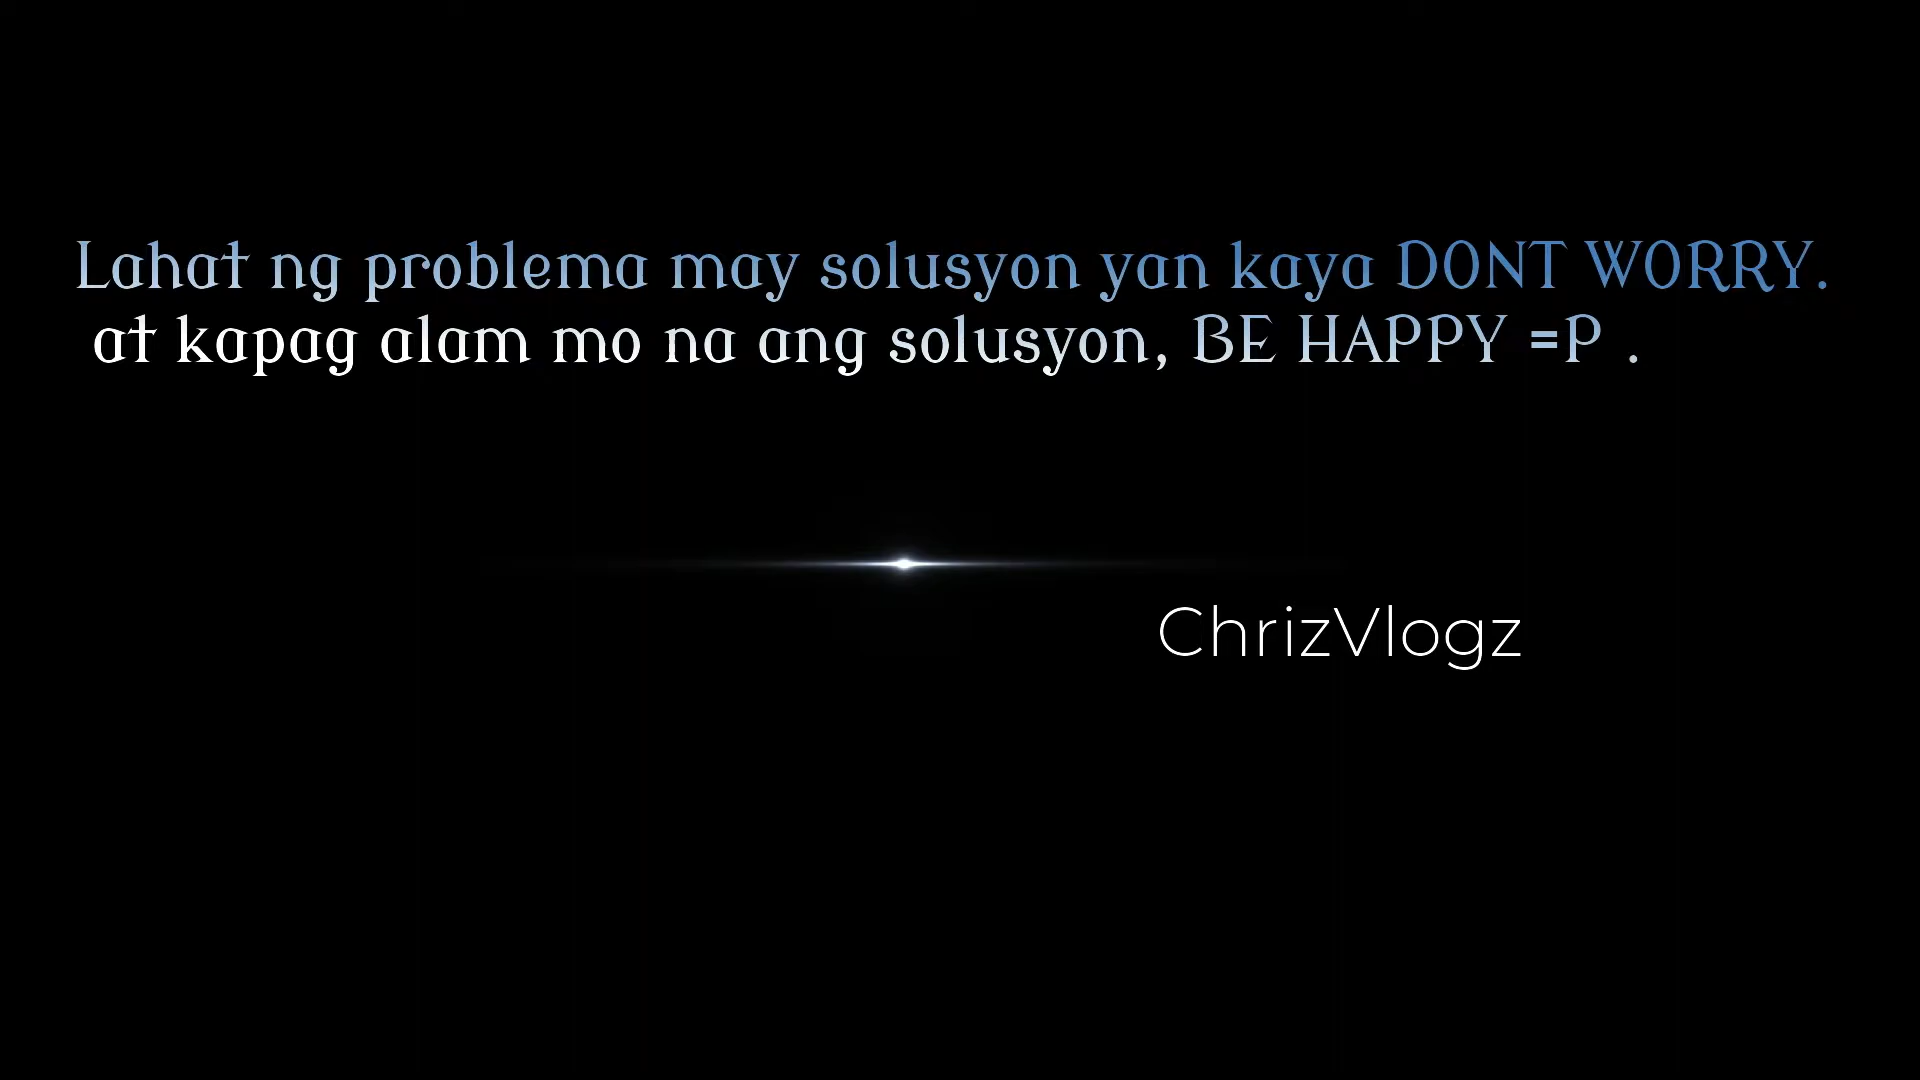 Lahat ng problema may solusyon yan kaya DONT WORRY.
at kapag alam mo na ang solusyon, BE HAPPY =P .
ChrizVlogz